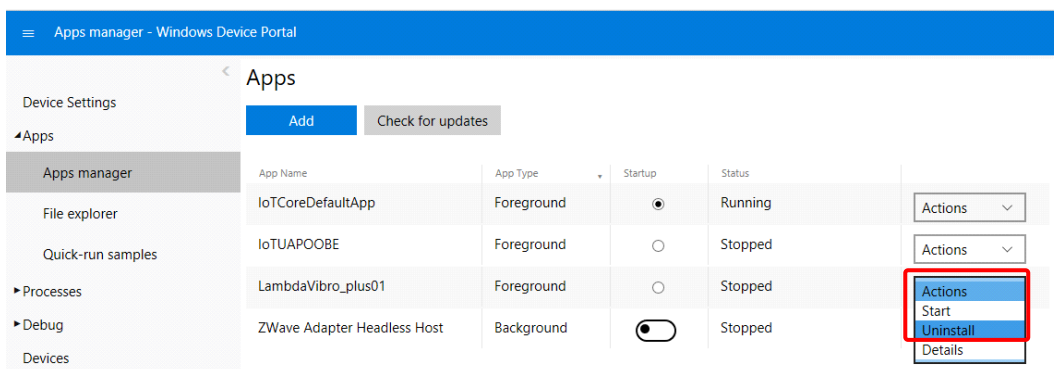 Apps manager - Windows Device Portal
Device Settings
Apps
Apps manager
File explorer
Quick-run samples
Processes
Debug
Devices
Apps
Add Check for updates
App Name App Type Startup Status
IoTCoreDefaultApp Foreground Running Actions
IoTUAPOOBE Foreground Stopped Actions
LambdaVibro_plus01 Foreground Stopped Actions
Start
ZWave Adapter Headless Host Background Stopped Uninstall
Details